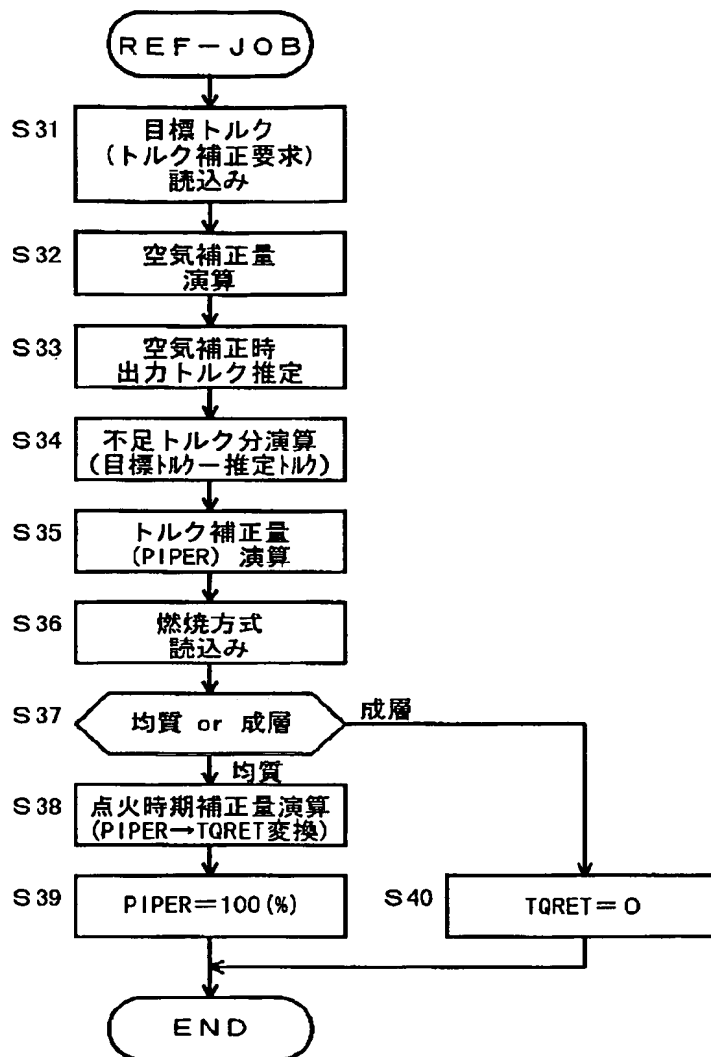 REF-JOB
S31
目標トルク
(トルク補正要求)
読込み
S32
空気補正量
演算
S33
空気補正時
出力トルク推定
S34
不足トルク分演算
(目標ﾄﾙｸー推定ﾄﾙｸ)
S35
トルク補正量
(PIPER) 演算
S36
燃焼方式
読込み
S37
均質 or 成層
成層
均質
S38
点火時期補正量演算
(PIPER→TQRET変換)
S39
PIPER=100(%)
S40
TQRET=0
END